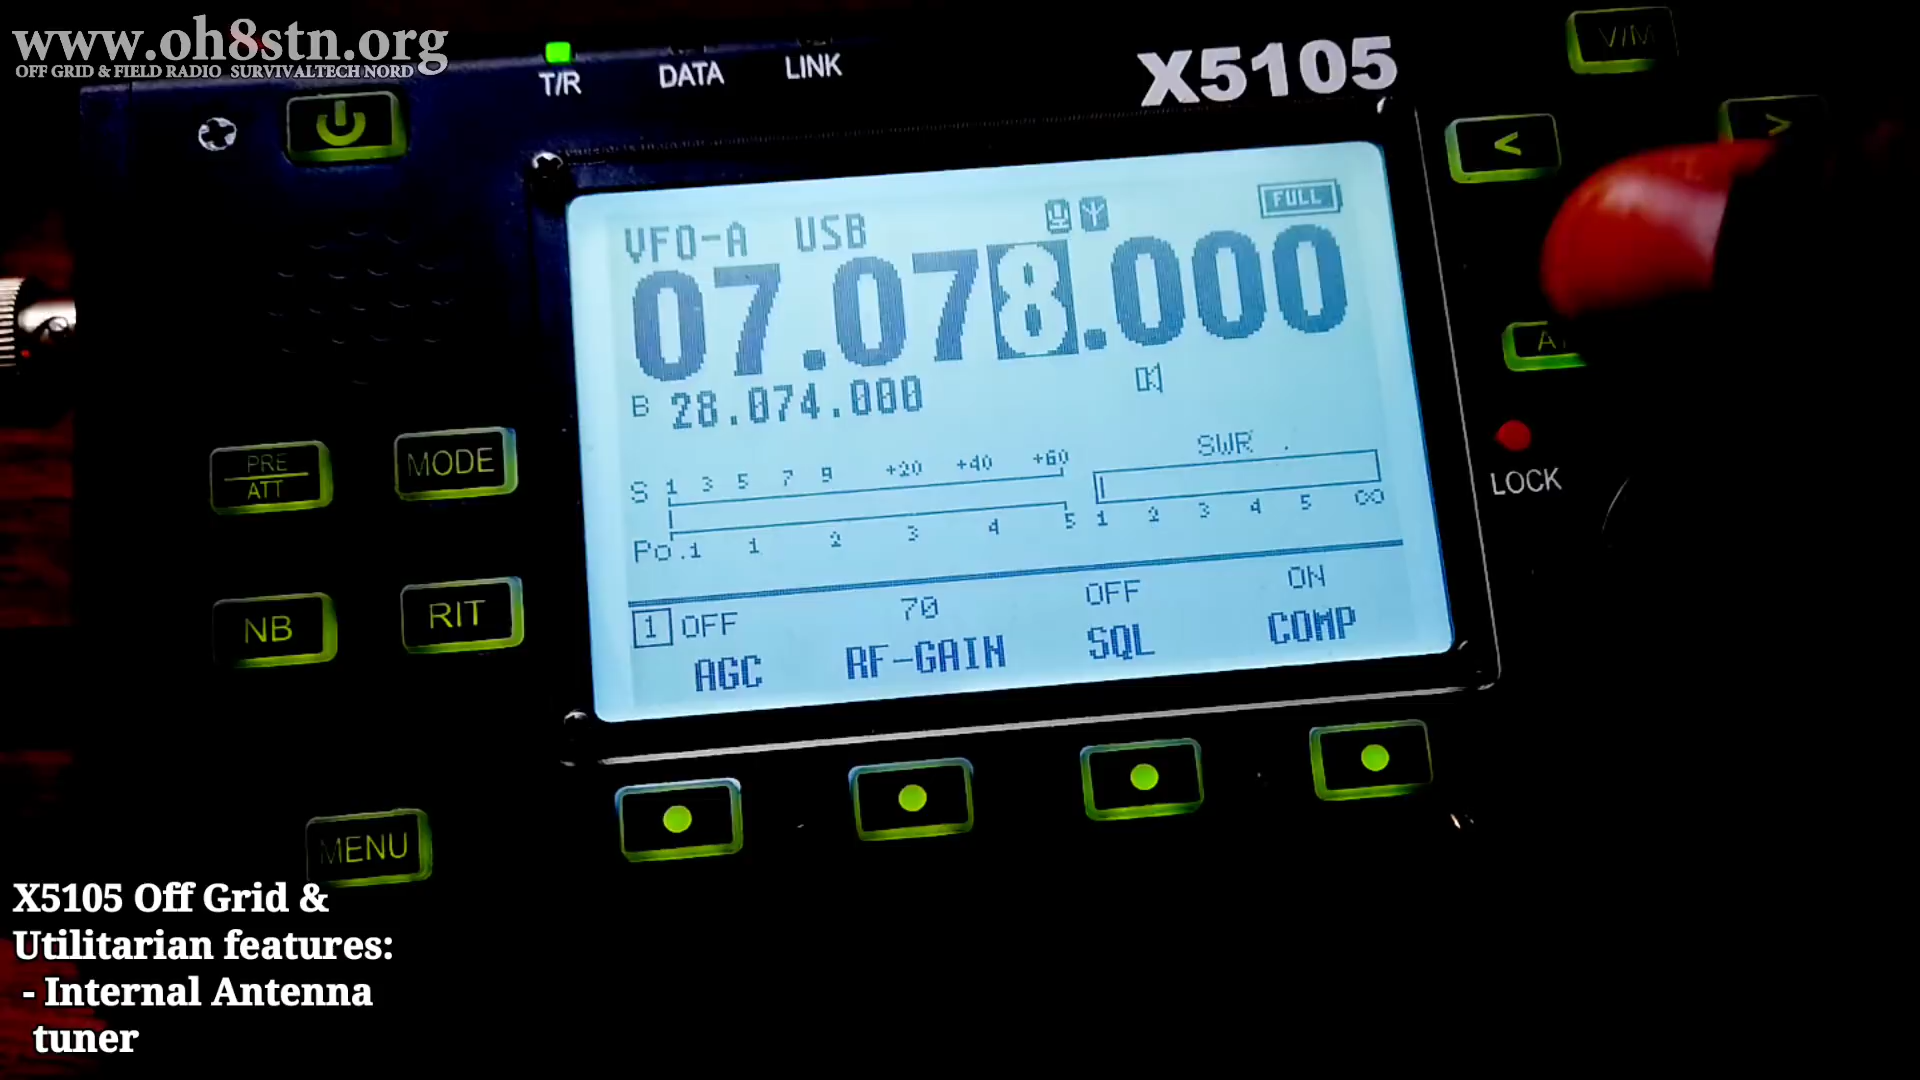 www.oh8stn.org
OFF GRID & FIELD RADIO SURVIVALTECH NORD
T/R DATA LINK
X5105
V/M
< >
VFO-A USB FULL
07.078.000
B 28.074.000
SWR
S 1 3 5 7 9 +20 +40 +60
1 2 3 4 5 ∞
Po .1 1 2 3 4 5
1 OFF 70 OFF ON
AGC RF-GAIN SQL COMP
PRE
ATT
MODE
NB RIT
MENU
LOCK
X5105 Off Grid &
Utilitarian features:
- Internal Antenna
tuner